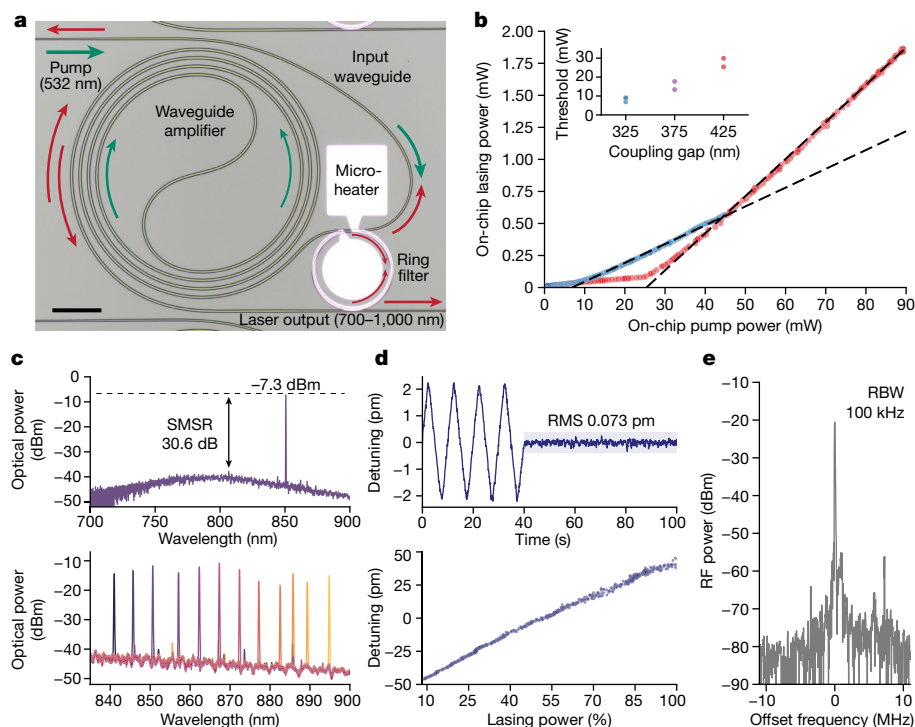 a
Pump
(532 nm)
Input
waveguide
Waveguide
amplifier
Micro-
heater
Ring
filter
Laser output (700–1,000 nm)
b
On-chip lasing power (mW)
2.00
1.75
1.50
1.25
1.00
0.75
0.50
0.25
0
0 10 20 30 40 50 60 70 80 90
On-chip pump power (mW)
Threshold (mW)
30
20
10
0
325 375 425
Coupling gap (nm)
c
Optical power (dBm)
0
−10
−20
−30
−40
−50
−7.3 dBm
SMSR
30.6 dB
700 750 800 850 900
Wavelength (nm)
Optical power (dBm)
−10
−20
−30
−40
−50
840 850 860 870 880 890 900
Wavelength (nm)
d
Detuning (pm)
2
1
0
−1
−2
RMS 0.073 pm
0 20 40 60 80 100
Time (s)
Detuning (pm)
50
25
0
−50
10 25 40 55 70 85 100
Lasing power (%)
e
RF power (dBm)
−10
−20
−30
−40
−50
−60
−70
−80
−90
RBW
100 kHz
−10 0 10
Offset frequency (MHz)